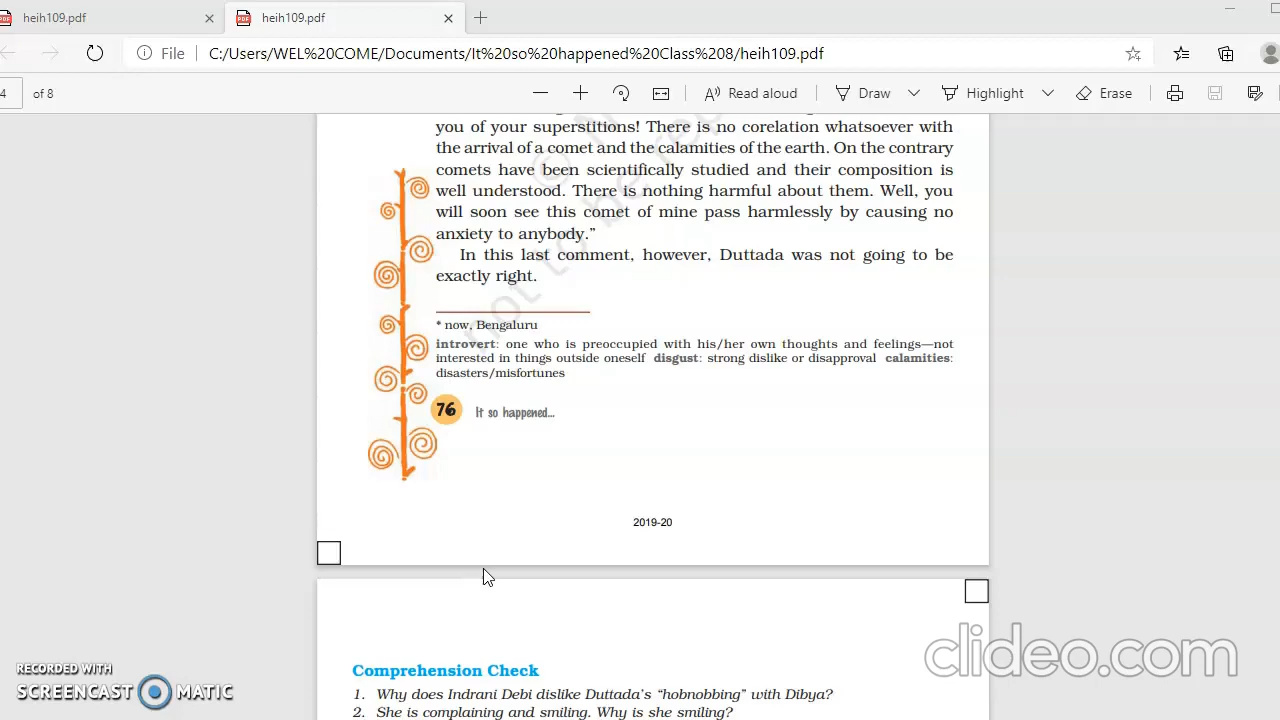 heih109.pdf
heih109.pdf
File C:/Users/WEL%20COME/Documents/It%20so%20happened%20Class%208/heih109.pdf
4 of 8 Read aloud Draw Highlight Erase
you of your superstitions! There is no corelation whatsoever with
the arrival of a comet and the calamities of the earth. On the contrary
comets have been scientifically studied and their composition is
well understood. There is nothing harmful about them. Well, you
will soon see this comet of mine pass harmlessly by causing no
anxiety to anybody.”
In this last comment, however, Duttada was not going to be
exactly right.
* now, Bengaluru
introvert: one who is preoccupied with his/her own thoughts and feelings—not
interested in things outside oneself disgust: strong dislike or disapproval calamities:
disasters/misfortunes
76 It so happened...
2019-20
Comprehension Check
1. Why does Indrani Debi dislike Duttada’s “hobnobbing” with Dibya?
2. She is complaining and smiling. Why is she smiling?
not to be
RECORDED WITH
SCREENCAST MATIC
clideo.com